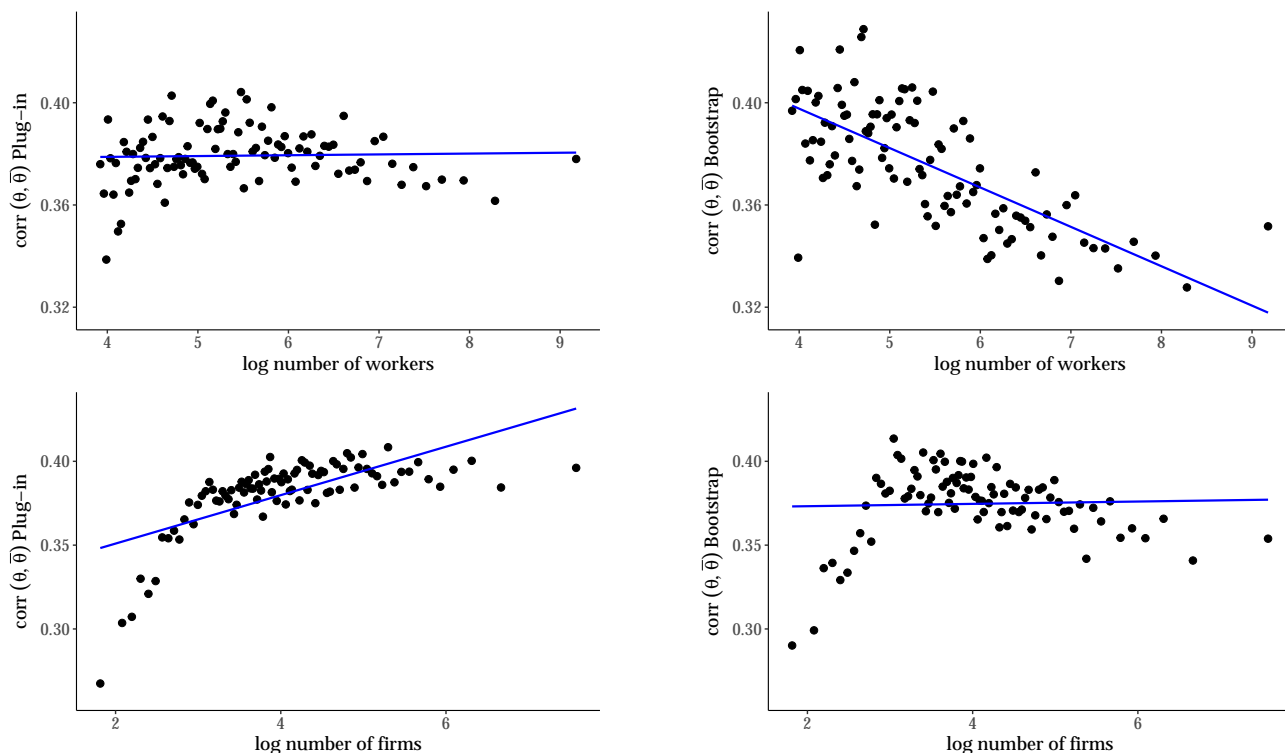 0.40
0.36
0.32
corr (θ, θ̅) Plug−in
4 5 6 7 8 9
log number of workers
0.40
0.36
0.32
corr (θ, θ̅) Bootstrap
4 5 6 7 8 9
log number of workers
0.40
0.35
0.30
corr (θ, θ̅) Plug−in
2 4 6
log number of firms
0.40
0.35
0.30
corr (θ, θ̅) Bootstrap
2 4 6
log number of firms